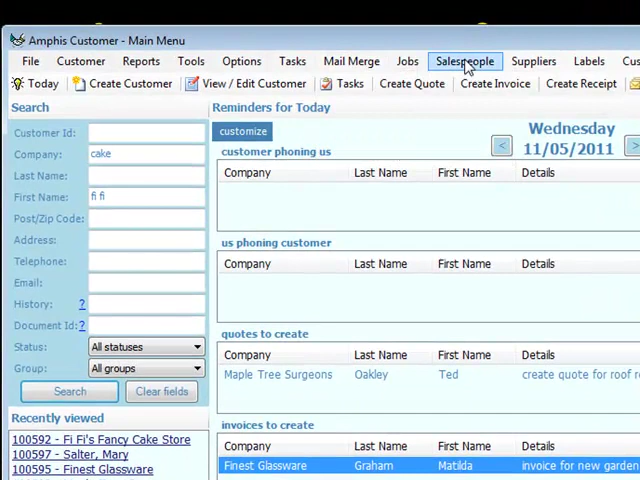 Amphis Customer - Main Menu
File Customer Reports Tools Options Tasks Mail Merge Jobs Salespeople Suppliers Labels Cus
Today Create Customer View / Edit Customer Tasks Create Quote Create Invoice Create Receipt
Search
Customer Id:
Company: cake
Last Name:
First Name: fi fi
Post/Zip Code:
Address:
Telephone:
Email:
History: ?
Document Id: ?
Status: All statuses
Group: All groups
Search Clear fields
Recently viewed
100592 - Fi Fi's Fancy Cake Store
100597 - Salter, Mary
100595 - Finest Glassware
Reminders for Today
customize
< Wednesday >
11/05/2011
customer phoning us
Company Last Name First Name Details
us phoning customer
Company Last Name First Name Details
quotes to create
Company Last Name First Name Details
Maple Tree Surgeons Oakley Ted create quote for roof r
invoices to create
Company Last Name First Name Details
Finest Glassware Graham Matilda invoice for new garden